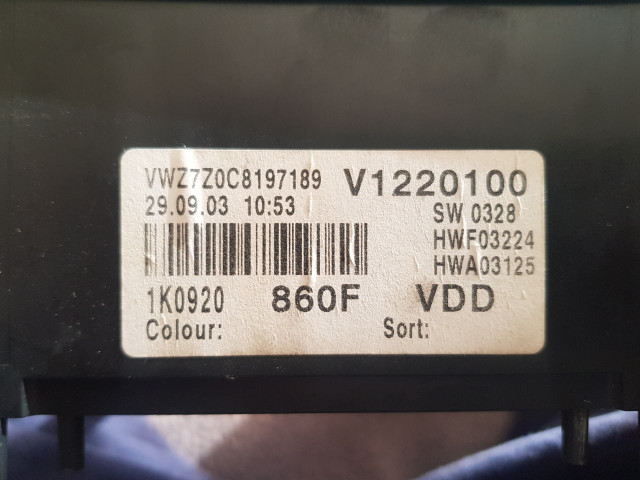 VWZ7Z0C8197189 V1220100
29.09.03 10:53 SW 0328
HWF03224
HWA03125
1K0920 860F VDD
Colour: Sort: